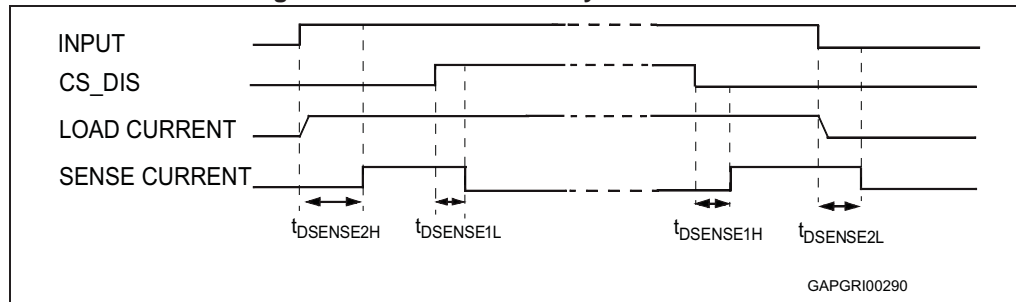 INPUT
CS_DIS
LOAD CURRENT
SENSE CURRENT
tDSENSE2H
tDSENSE1L
tDSENSE1H
tDSENSE2L
GAPGRI00290